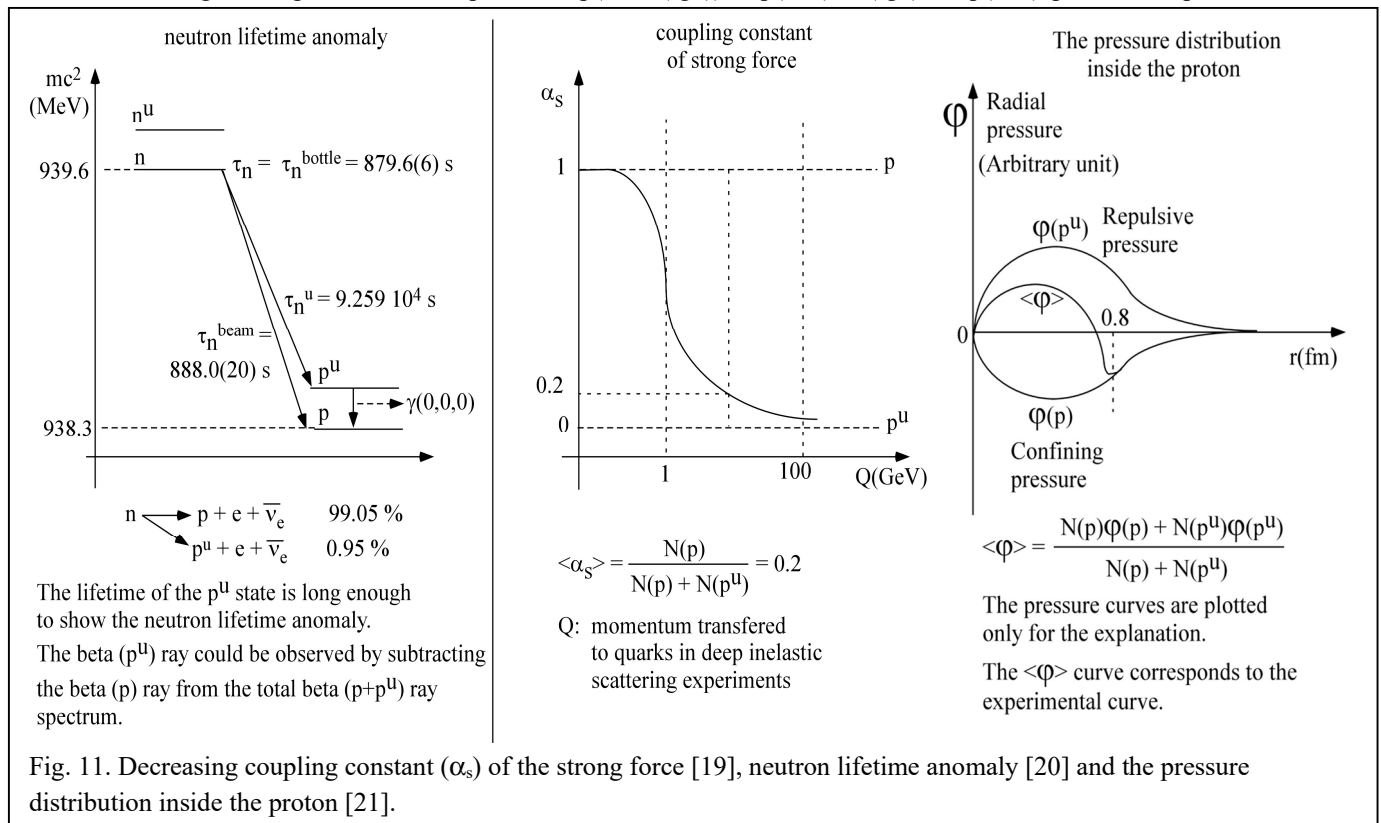 neutron lifetime anomaly
mc2
(MeV)
nu
n
939.6
τn = τnbottle = 879.6(6) s
τnu = 9.259 104 s
τnbeam =
888.0(20) s
pu
p
γ(0,0,0)
938.3
n p + e + ν̅e 99.05 %
pu + e + ν̅e 0.95 %
The lifetime of the pu state is long enough
to show the neutron lifetime anomaly.
The beta (pu) ray could be observed by subtracting
the beta (p) ray from the total beta (p+pu) ray
spectrum.
coupling constant
of strong force
αs
1
p
0.2
0
pu
1
100
Q(GeV)
<αs> = N(p) / N(p) + N(pu) = 0.2
Q: momentum transfered
to quarks in deep inelastic
scattering experiments
The pressure distribution
inside the proton
φ
Radial
pressure
(Arbitrary unit)
φ(pu)
Repulsive
pressure
<φ>
0.8
0
r(fm)
φ(p)
Confining
pressure
<φ> = N(p)φ(p) + N(pu)φ(pu) / N(p) + N(pu)
The pressure curves are plotted
only for the explanation.
The <φ> curve corresponds to the
experimental curve.
Fig. 11. Decreasing coupling constant (αs) of the strong force [19], neutron lifetime anomaly [20] and the pressure
distribution inside the proton [21].